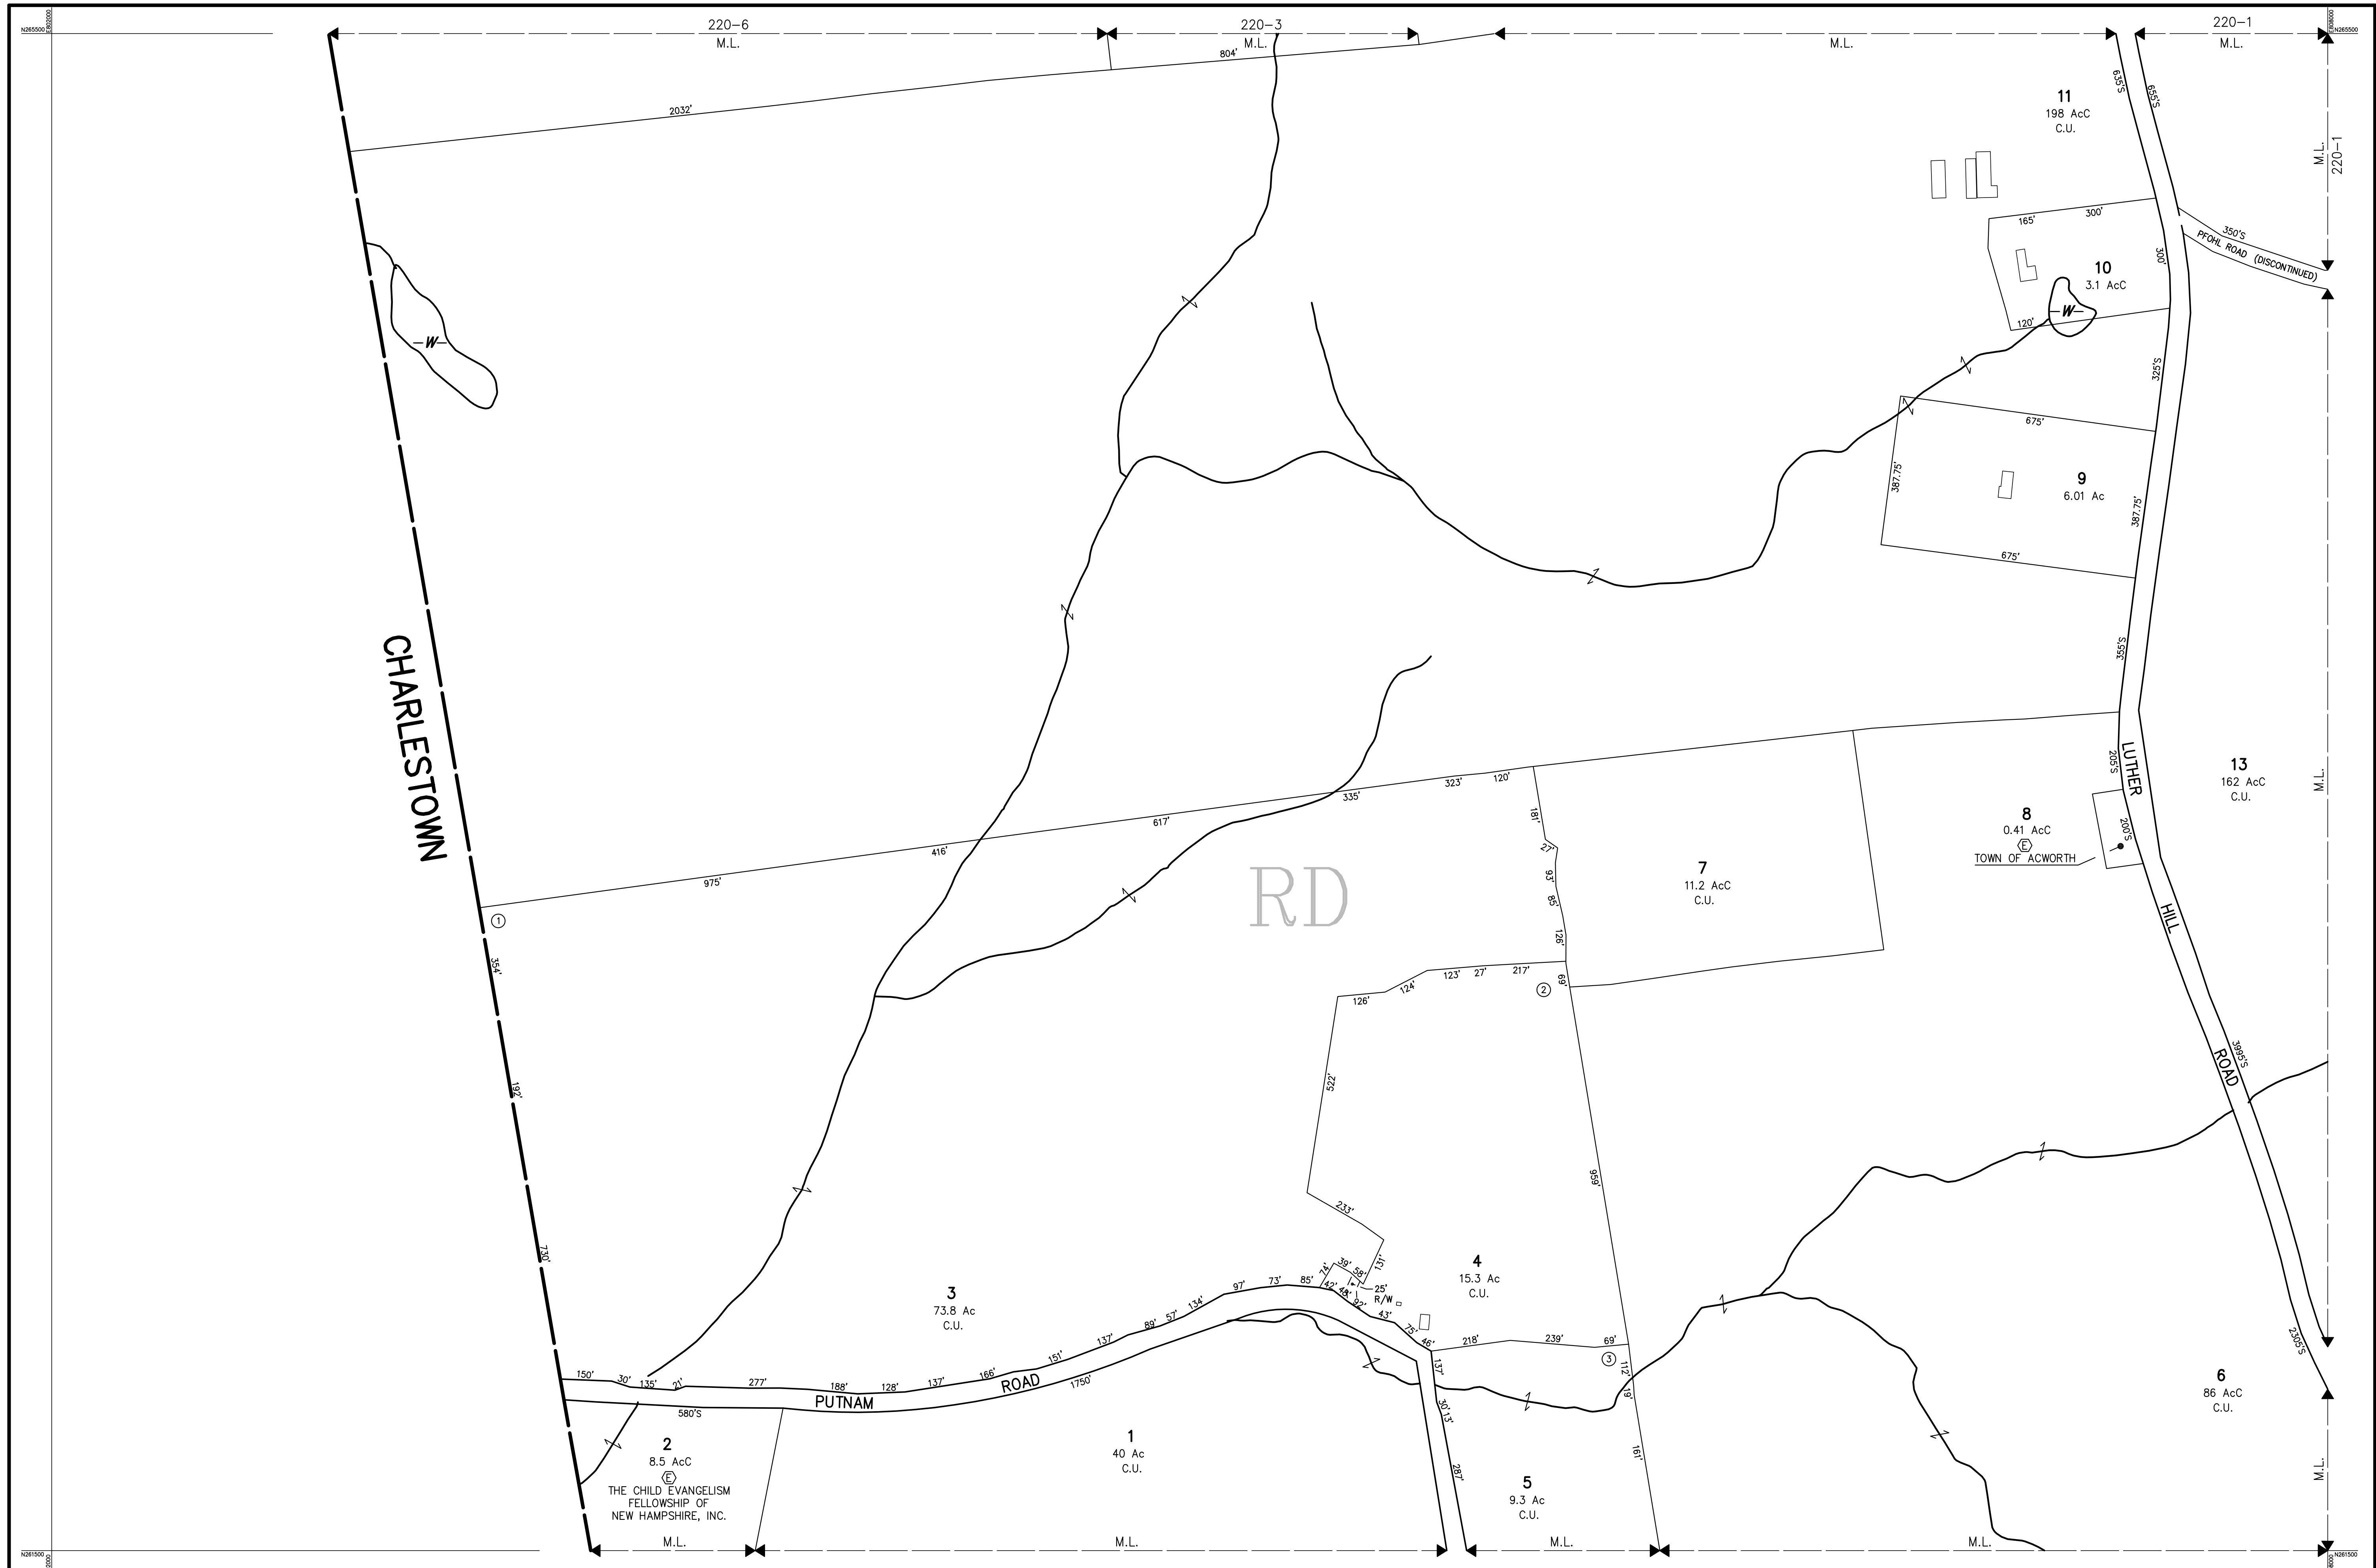 N265500
E802000
220-6
M.L.
220-3
M.L.
M.L.
220-1
M.L.
E808000
N265500
804'
2032'
635'S
655'S
11
198 AcC
C.U.
M.L.
220-1
165'
300'
300'
350'S
PFOHL ROAD (DISCONTINUED)
10
3.1 AcC
-W-
120'
-W-
325'S
675'
387.75'
9
6.01 Ac
387.75'
675'
355'S
CHARLESTOWN
LUTHER
HILL
ROAD
205'S
13
162 AcC
C.U.
M.L.
8
0.41 AcC
E
TOWN OF ACWORTH
200'S
120'
323'
335'
617'
416'
975'
181'
27'
93'
85'
126'
7
11.2 AcC
C.U.
RD
1
354'
192'
730'
217'
27'
123'
124'
126'
69'
2
522'
959'
3995'S
233'
131'
58'
39'
74'
4
15.3 Ac
C.U.
25'
R/W
3
73.8 Ac
C.U.
150'
30'
135'
21'
277'
188'
128'
137'
166'
151'
137'
89'
57'
134'
97'
73'
85'
42'
48'
92'
43'
75'
46'
218'
239'
69'
3
112'
19'
161'
137'
30'
13'
287'
PUTNAM
ROAD
1750'
580'S
2
8.5 AcC
E
THE CHILD EVANGELISM
FELLOWSHIP OF
NEW HAMPSHIRE, INC.
1
40 Ac
C.U.
5
9.3 Ac
C.U.
6
86 AcC
C.U.
2305'S
M.L.
M.L.
M.L.
M.L.
M.L.
N261500
N261500